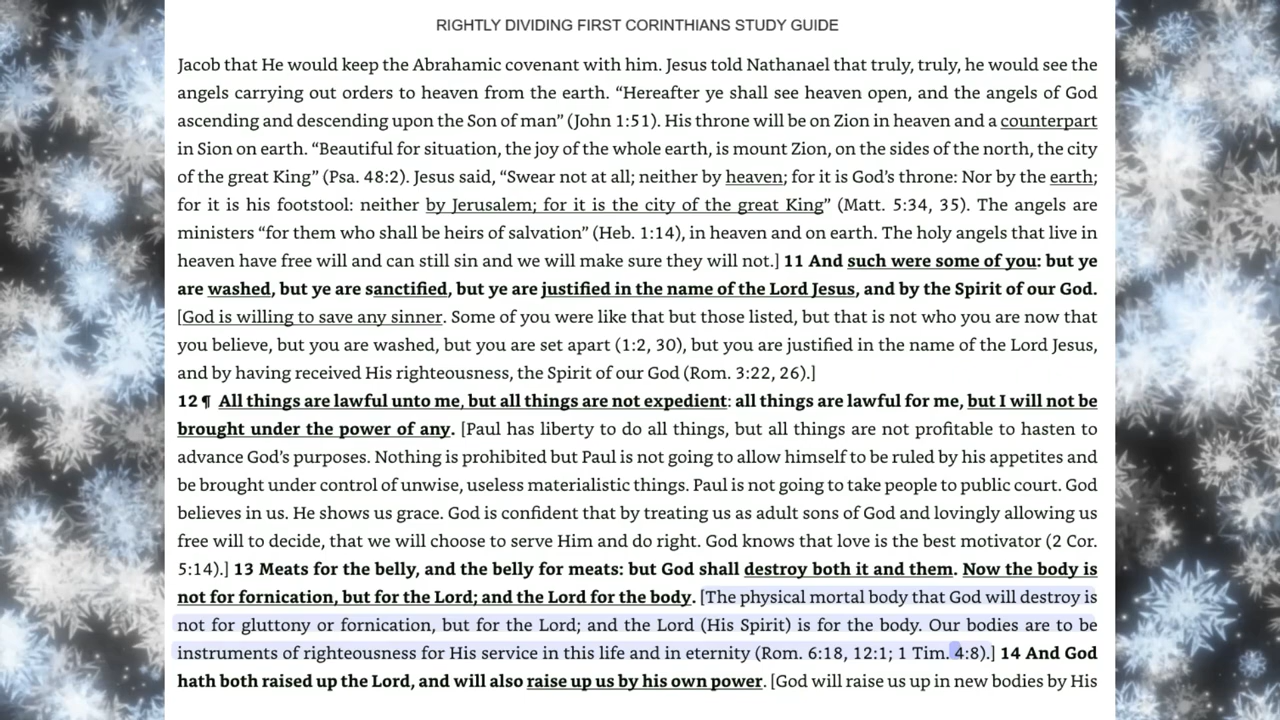 RIGHTLY DIVIDING FIRST CORINTHIANS STUDY GUIDE
Jacob that He would keep the Abrahamic covenant with him. Jesus told Nathanael that truly, truly, he would see the
angels carrying out orders to heaven from the earth. “Hereafter ye shall see heaven open, and the angels of God
ascending and descending upon the Son of man” (John 1:51). His throne will be on Zion in heaven and a counterpart
in Sion on earth. “Beautiful for situation, the joy of the whole earth, is mount Zion, on the sides of the north, the city
of the great King” (Psa. 48:2). Jesus said, “Swear not at all; neither by heaven; for it is God’s throne: Nor by the earth;
for it is his footstool: neither by Jerusalem; for it is the city of the great King” (Matt. 5:34, 35). The angels are
ministers “for them who shall be heirs of salvation” (Heb. 1:14), in heaven and on earth. The holy angels that live in
heaven have free will and can still sin and we will make sure they will not.] 11 And such were some of you: but ye
are washed, but ye are sanctified, but ye are justified in the name of the Lord Jesus, and by the Spirit of our God.
[God is willing to save any sinner. Some of you were like that but those listed, but that is not who you are now that
you believe, but you are washed, but you are set apart (1:2, 30), but you are justified in the name of the Lord Jesus,
and by having received His righteousness, the Spirit of our God (Rom. 3:22, 26).]
12 ¶ All things are lawful unto me, but all things are not expedient: all things are lawful for me, but I will not be
brought under the power of any. [Paul has liberty to do all things, but all things are not profitable to hasten to
advance God’s purposes. Nothing is prohibited but Paul is not going to allow himself to be ruled by his appetites and
be brought under control of unwise, useless materialistic things. Paul is not going to take people to public court. God
believes in us. He shows us grace. God is confident that by treating us as adult sons of God and lovingly allowing us
free will to decide, that we will choose to serve Him and do right. God knows that love is the best motivator (2 Cor.
5:14).] 13 Meats for the belly, and the belly for meats: but God shall destroy both it and them. Now the body is
not for fornication, but for the Lord; and the Lord for the body. [The physical mortal body that God will destroy is
not for gluttony or fornication, but for the Lord; and the Lord (His Spirit) is for the body. Our bodies are to be
instruments of righteousness for His service in this life and in eternity (Rom. 6:18, 12:1; 1 Tim. 4:8).] 14 And God
hath both raised up the Lord, and will also raise up us by his own power. [God will raise us up in new bodies by His